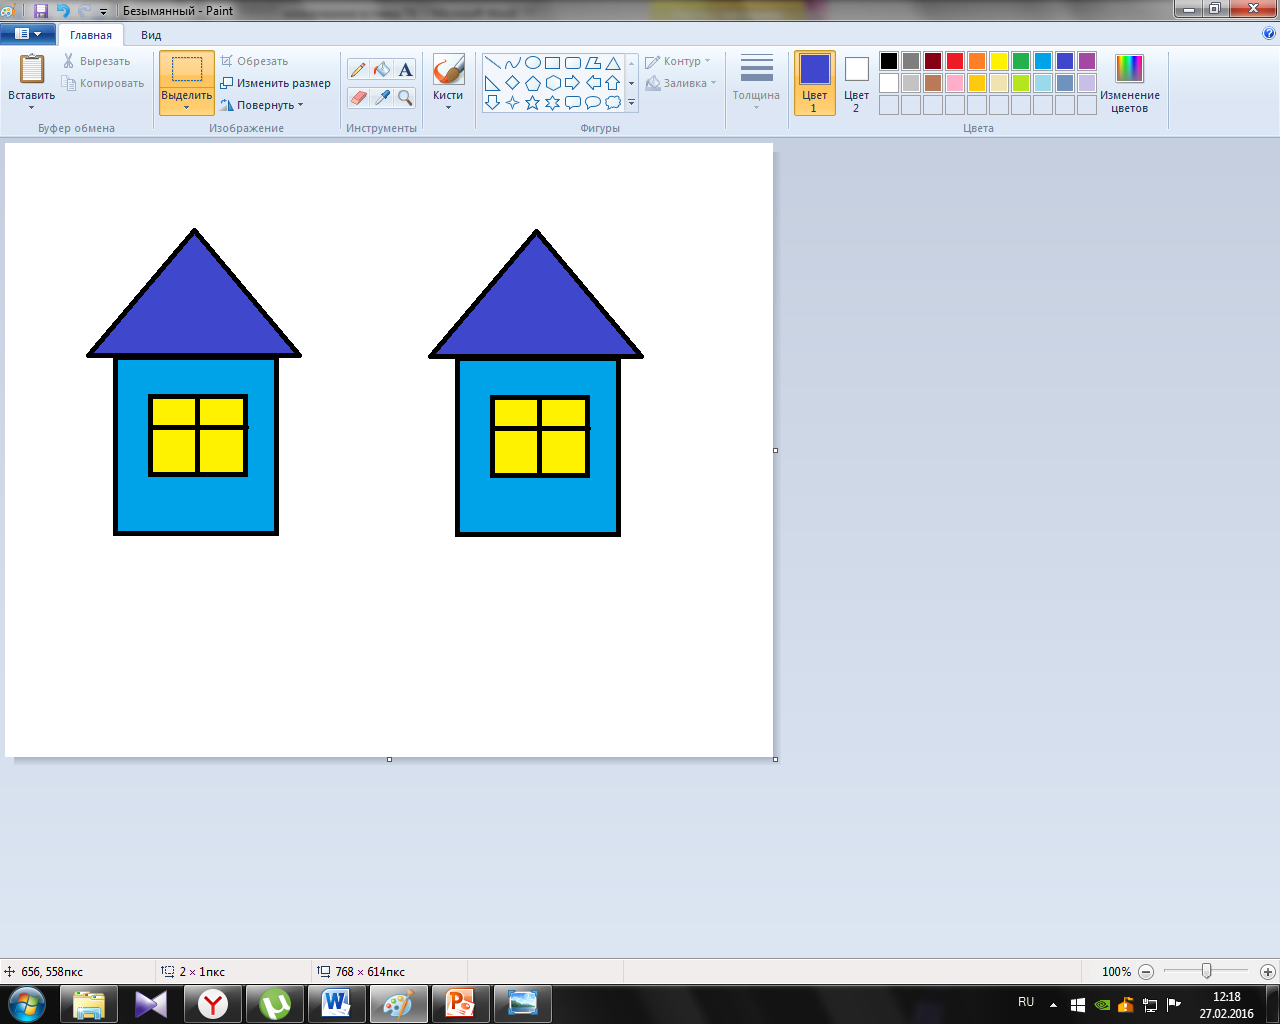 Безымянный - Paint
Главная Вид
Вставить
Вырезать
Копировать
Буфер обмена
Выделить
Обрезать
Изменить размер
Повернуть
Изображение
A
Инструменты
Кисти
Контур
Заливка
Фигуры
Толщина
Цвет
1
Цвет
2
Изменение
цветов
Цвета
656, 558пкс 2 × 1пкс 768 × 614пкс 100%
RU 12:18
27.02.2016